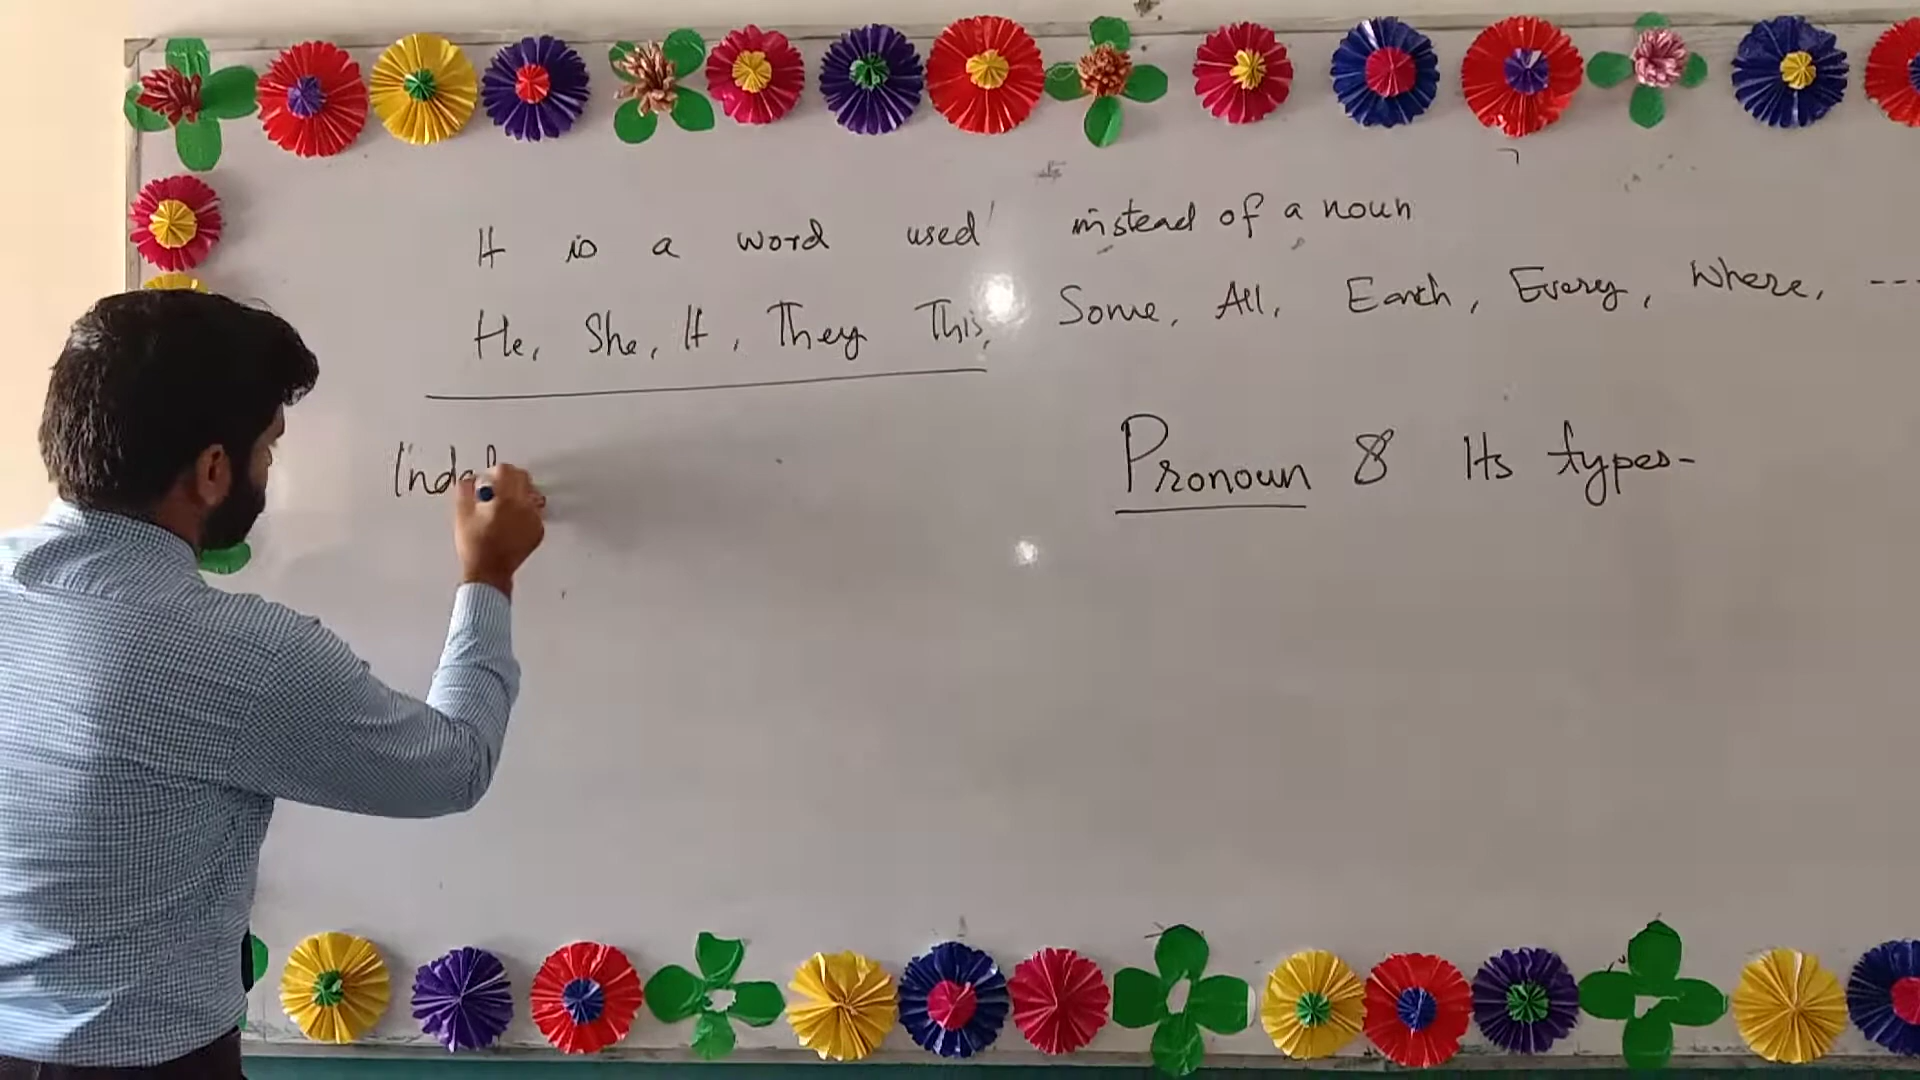 It is a word used instead of a noun
He, She, It, They This, Some, All, Each, Every, Where, ---
Pronoun & Its types-